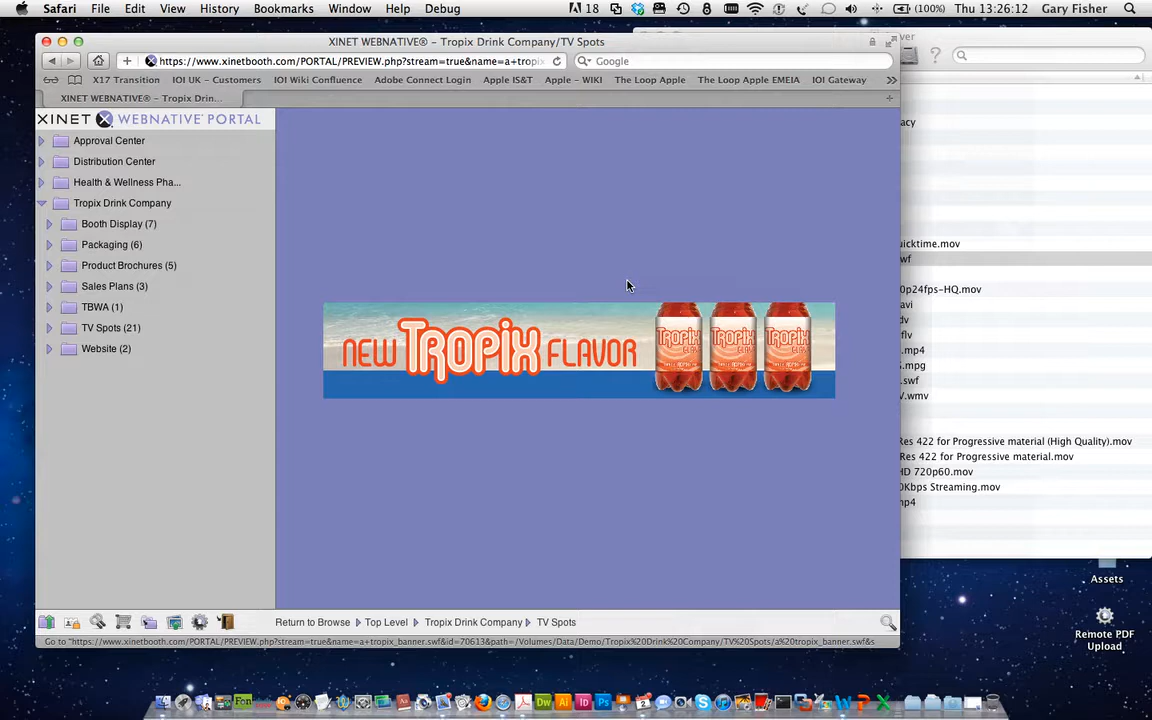 Safari File Edit View History Bookmarks Window Help Debug
18 (100%) Thu 13:26:12 Gary Fisher
XINET WEBNATIVE® – Tropix Drink Company/TV Spots
https://www.xinetbooth.com/PORTAL/PREVIEW.php?stream=true&name=a+tropix
Google
X17 Transition IOI UK - Customers IOI Wiki Confluence Adobe Connect Login Apple IS&T Apple - WIKI The Loop Apple The Loop Apple EMEIA IOI Gateway
XINET WEBNATIVE® – Tropix Drin...
XINET WEBNATIVE PORTAL
Approval Center
Distribution Center
Health & Wellness Pha...
Tropix Drink Company
Booth Display (7)
Packaging (6)
Product Brochures (5)
Sales Plans (3)
TBWA (1)
TV Spots (21)
Website (2)
NEW TROPIX FLAVOR
TROPIX TROPIX TROPIX
Return to Browse Top Level Tropix Drink Company TV Spots
Go to "https://www.xinetbooth.com/PORTAL/PREVIEW.php?stream=true&name=a+tropix_banner.swf&id=70613&path=/Volumes/Data/Demo/Tropix%20Drink%20Company/TV%20Spots/a%20tropix_banner.swf&s
ver
acy
uicktime.mov
wf
0p24fps-HQ.mov
avi
dv
flv
.mp4
.mpg
.swf
V.wmv
Res 422 for Progressive material (High Quality).mov
Res 422 for Progressive material.mov
HD 720p60.mov
0Kbps Streaming.mov
mp4
Assets
Remote PDF
Upload
Fon
Dw Ai Id Ps